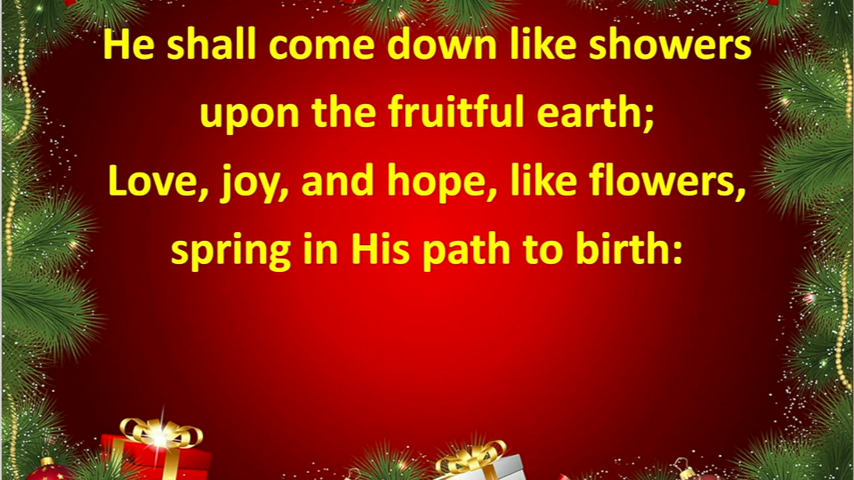 He shall come down like showers
upon the fruitful earth;
Love, joy, and hope, like flowers,
spring in His path to birth: